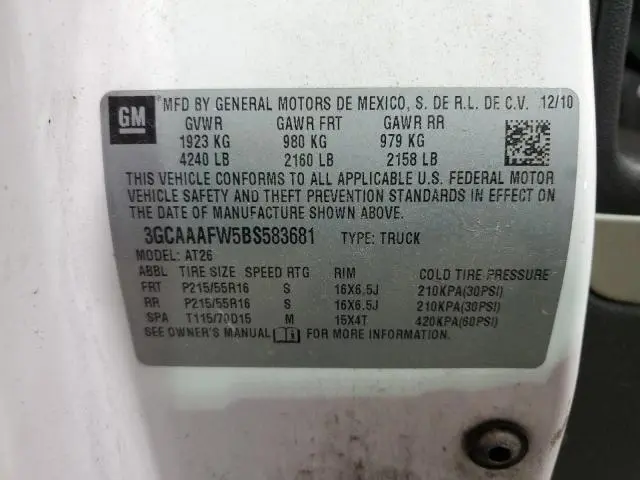 GM MFD BY GENERAL MOTORS DE MEXICO, S. DE R.L. DE C.V. 12/10
GVWR GAWR FRT GAWR RR
1923 KG 980 KG 979 KG
4240 LB 2160 LB 2158 LB
THIS VEHICLE CONFORMS TO ALL APPLICABLE U.S. FEDERAL MOTOR
VEHICLE SAFETY AND THEFT PREVENTION STANDARDS IN EFFECT ON
THE DATE OF MANUFACTURE SHOWN ABOVE.
3GCAAAFW5BS583681 TYPE: TRUCK
MODEL: AT26
ABBL TIRE SIZE SPEED RTG RIM COLD TIRE PRESSURE
FRT P215/55R16 S 16X6.5J 210KPA(30PSI)
RR P215/55R16 S 16X6.5J 210KPA(30PSI)
SPA T115/70D15 M 15X4T 420KPA(60PSI)
SEE OWNER'S MANUAL FOR MORE INFORMATION